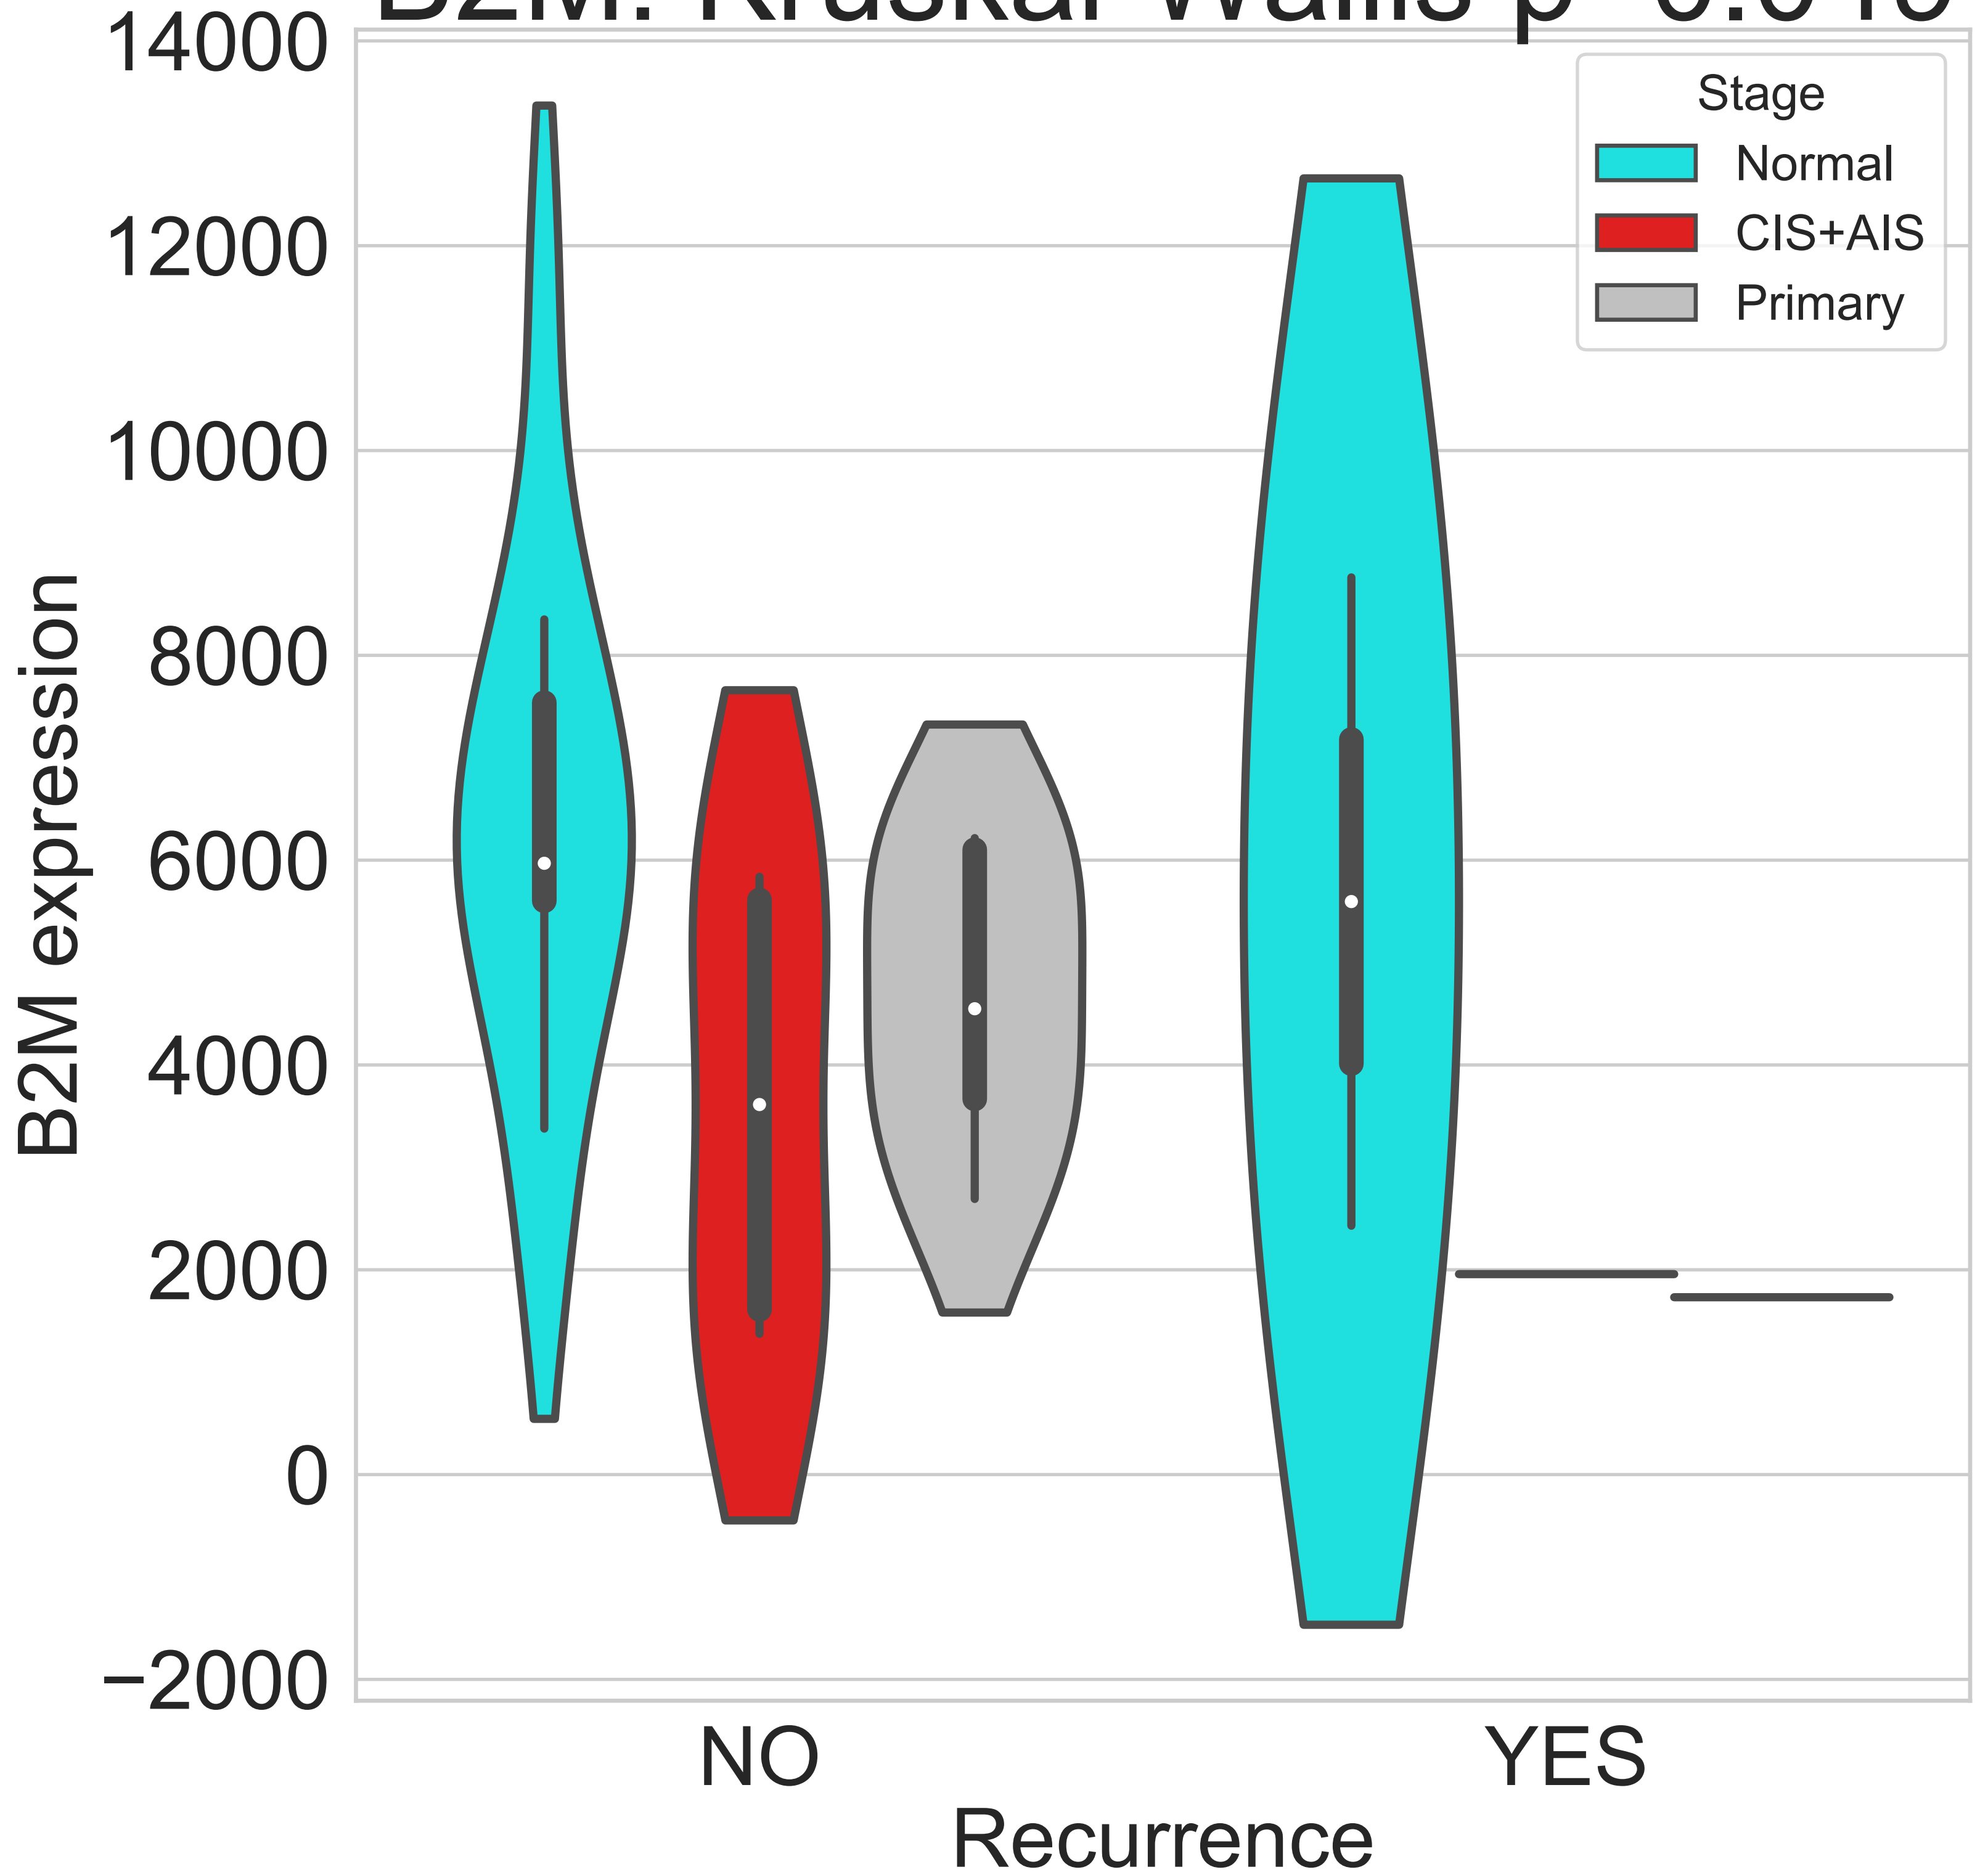 14000
12000
10000
8000
6000
4000
2000
0
−2000
B2M expression
Stage
Normal
CIS+AIS
Primary
NO
YES
Recurrence